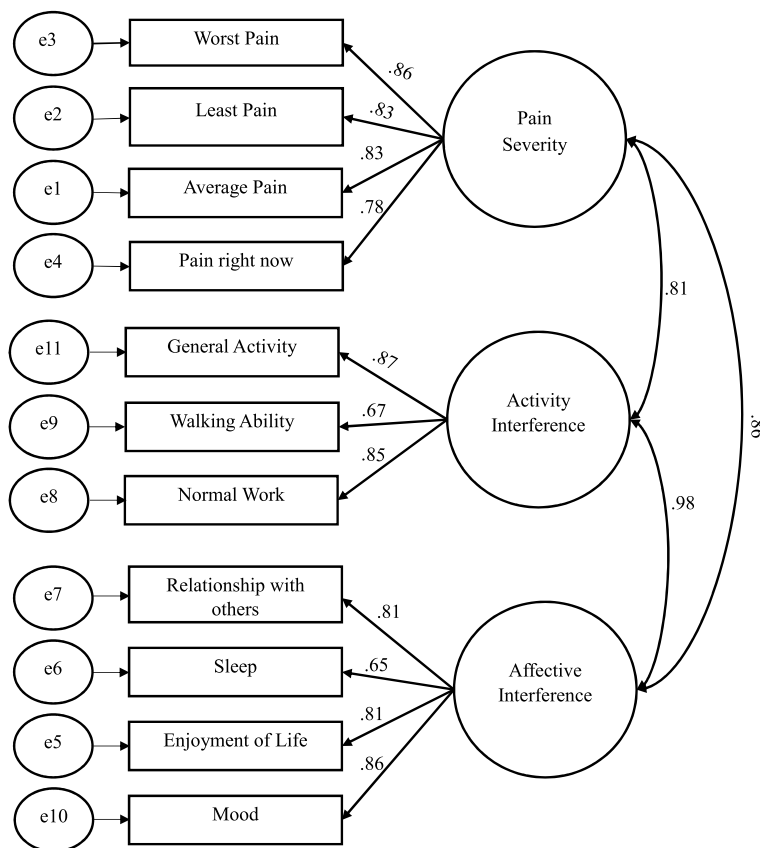 e3
Worst Pain
.86
e2
Least Pain
.83
Pain
Severity
e1
Average Pain
.83
e4
Pain right now
.78
.81
e11
General Activity
.87
e9
Walking Ability
.67
Activity
Interference
.86
e8
Normal Work
.85
.98
e7
Relationship with
others
.81
e6
Sleep
.65
Affective
Interference
e5
Enjoyment of Life
.81
e10
Mood
.86